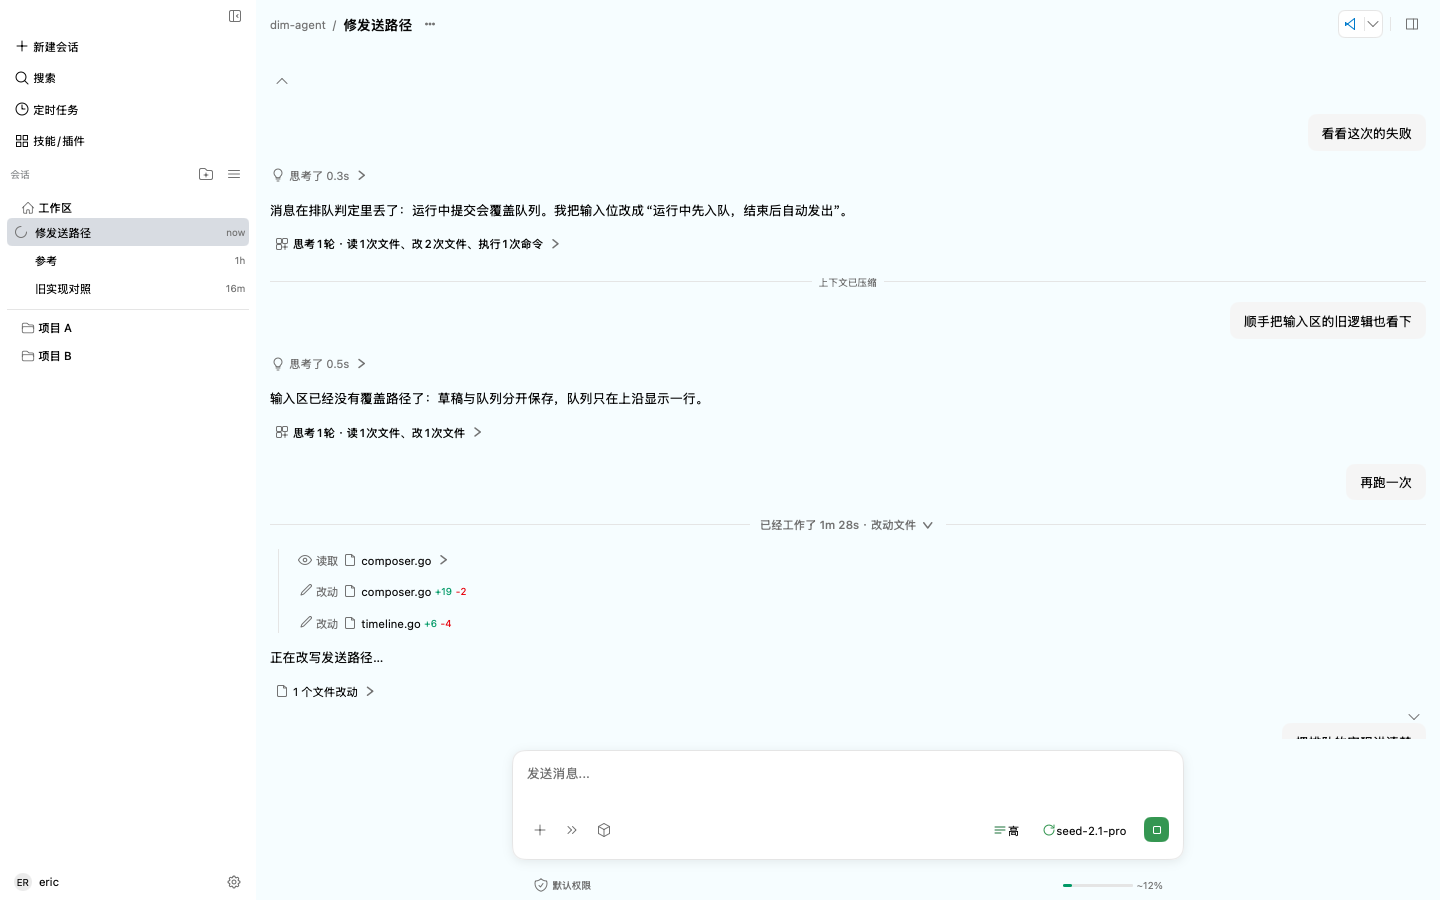 dim-agent / 修发送路径 ···
新建会话
搜索
定时任务
技能/插件
会话
工作区
修发送路径 now
参考 1h
旧实现对照 16m
项目 A
项目 B
ER eric
看看这次的失败
思考了 0.3s
消息在排队判定里丢了：运行中提交会覆盖队列。我把输入位改成“运行中先入队，结束后自动发出”。
思考1轮 · 读1次文件、改2次文件、执行1次命令
上下文已压缩
顺手把输入区的旧逻辑也看下
思考了 0.5s
输入区已经没有覆盖路径了：草稿与队列分开保存，队列只在上沿显示一行。
思考1轮 · 读1次文件、改1次文件
再跑一次
已经工作了 1m 28s · 改动文件
读取 composer.go
改动 composer.go +19 -2
改动 timeline.go +6 -4
正在改写发送路径...
1 个文件改动
发送消息...
高 seed-2.1-pro
默认权限 ~12%